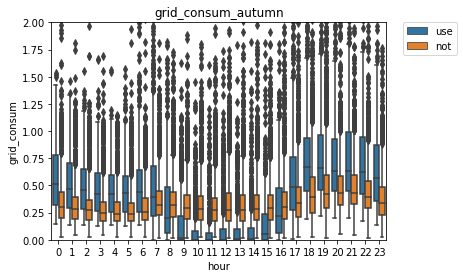 grid_consum_autumn
use
not
grid_consum
2.00
1.75
1.50
1.25
1.00
0.75
0.50
0.25
0.00
0 1 2 3 4 5 6 7 8 9 10 11 12 13 14 15 16 17 18 19 20 21 22 23
hour